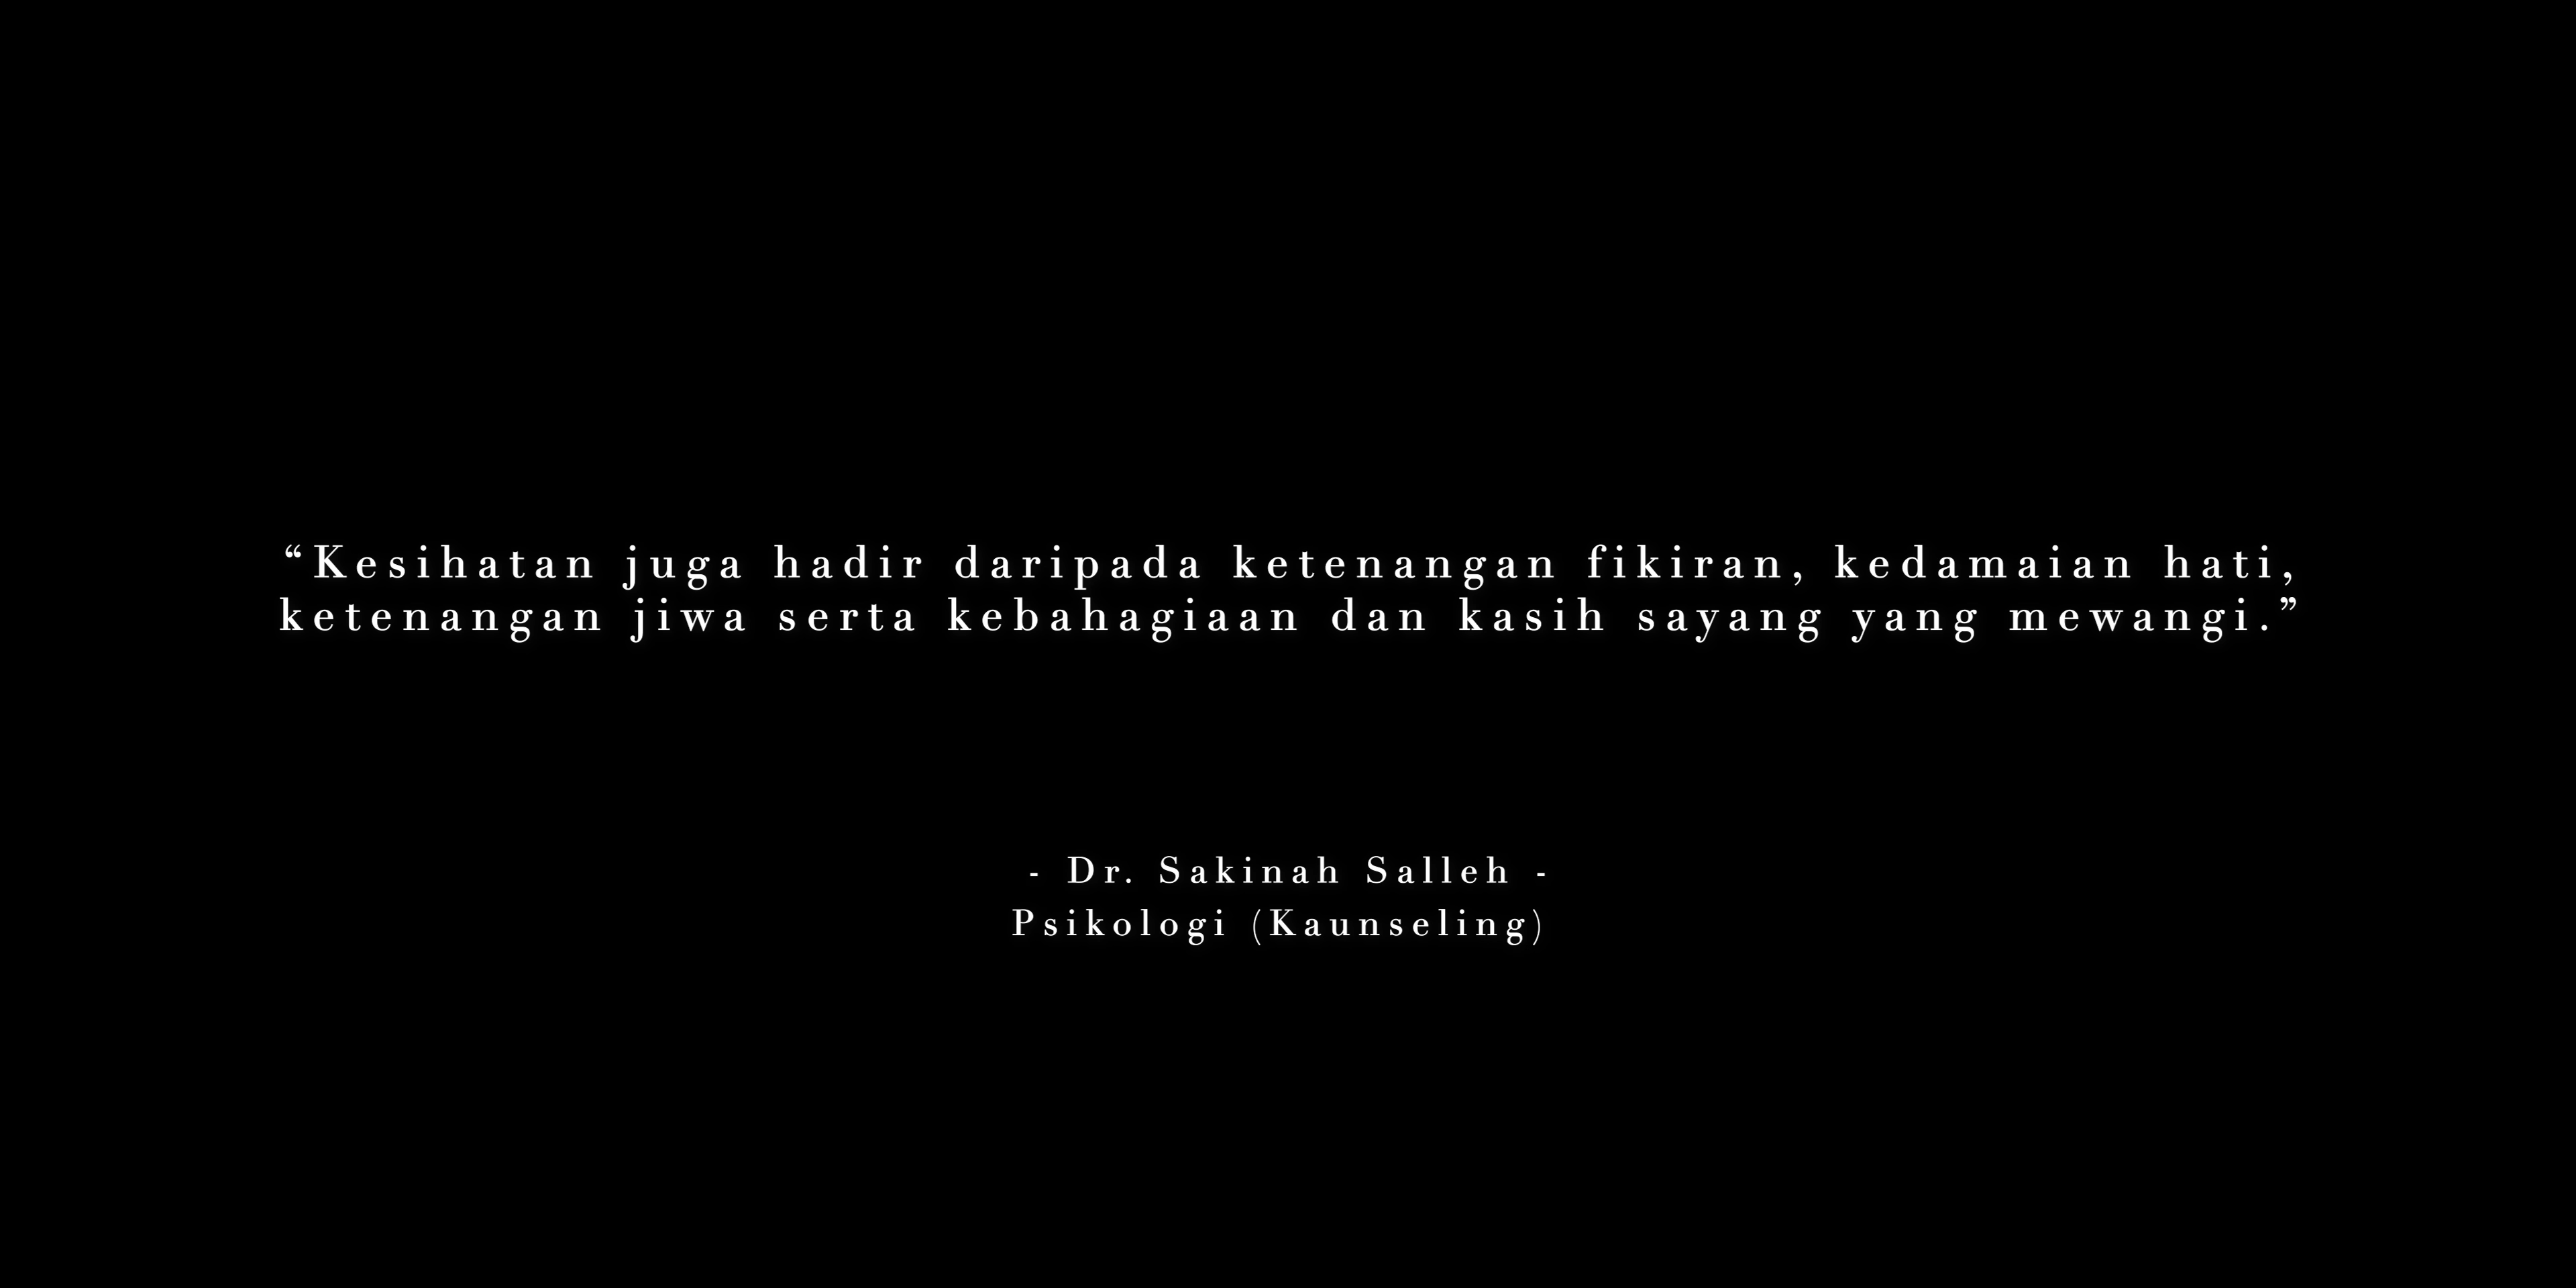 “Kesihatan juga hadir daripada ketenangan fikiran, kedamaian hati,
ketenangan jiwa serta kebahagiaan dan kasih sayang yang mewangi.”
- Dr. Sakinah Salleh -
Psikologi (Kaunseling)